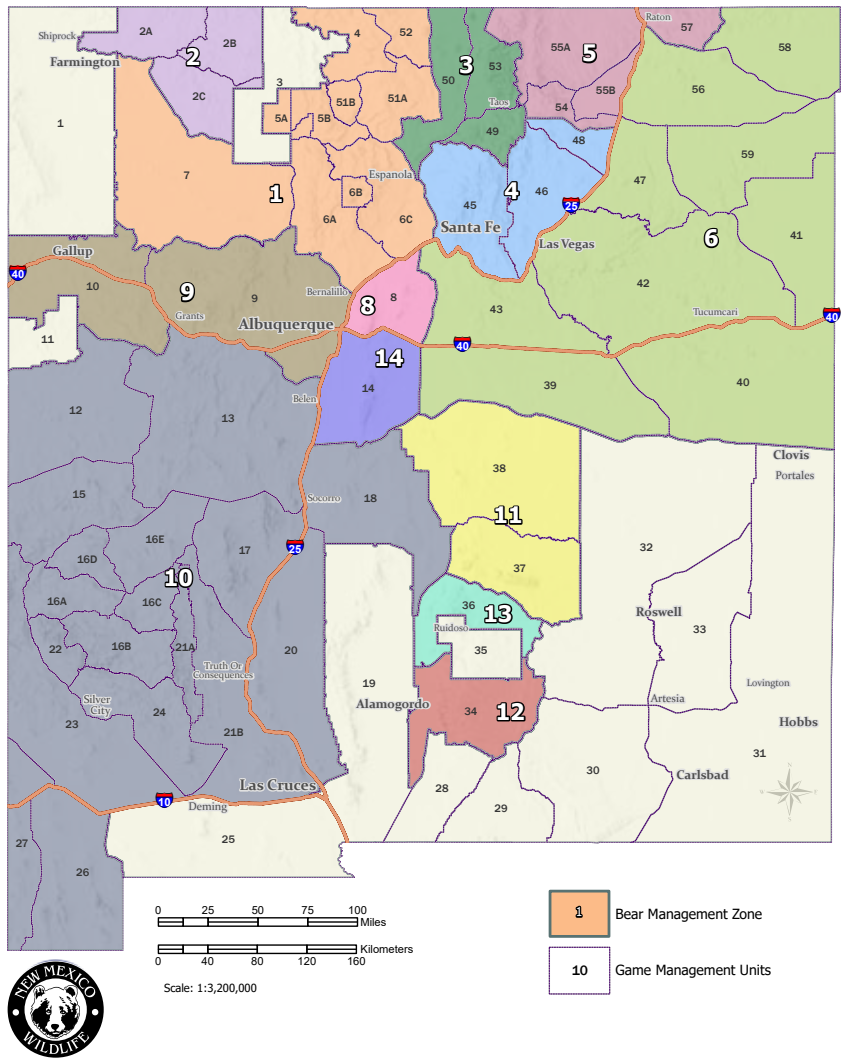 Raton
57
2A
4
52
58
Shiprock
2B
55A
5
Farmington
2
3
50
53
3
56
2C
55B
51B
51A
Taos
54
5A
5B
1
49
48
59
Espanola
7
47
6B
46
4
1
45
25
6A
6C
Santa Fe
41
6
Las Vegas
Gallup
40
42
10
9
9
Bernalillo
8
8
43
Tucumcari
40
Grants
Albuquerque
11
40
14
39
40
14
Belen
12
13
Clovis
38
Portales
15
18
Socorro
11
16E
17
25
32
16D
37
10
16A
16C
36
13
Roswell
Ruidoso
33
22
16B
21A
20
35
Truth Or
Consequences
19
Lovington
Silver
City
Alamogordo
Artesia
24
34
12
23
21B
Hobbs
31
30
Carlsbad
Las Cruces
28
10
Deming
29
25
27
26
0 25 50 75 100
Miles
1
Bear Management Zone
Kilometers
0 40 80 120 160
10
Game Management Units
Scale: 1:3,200,000
NEW MEXICO
WILDLIFE